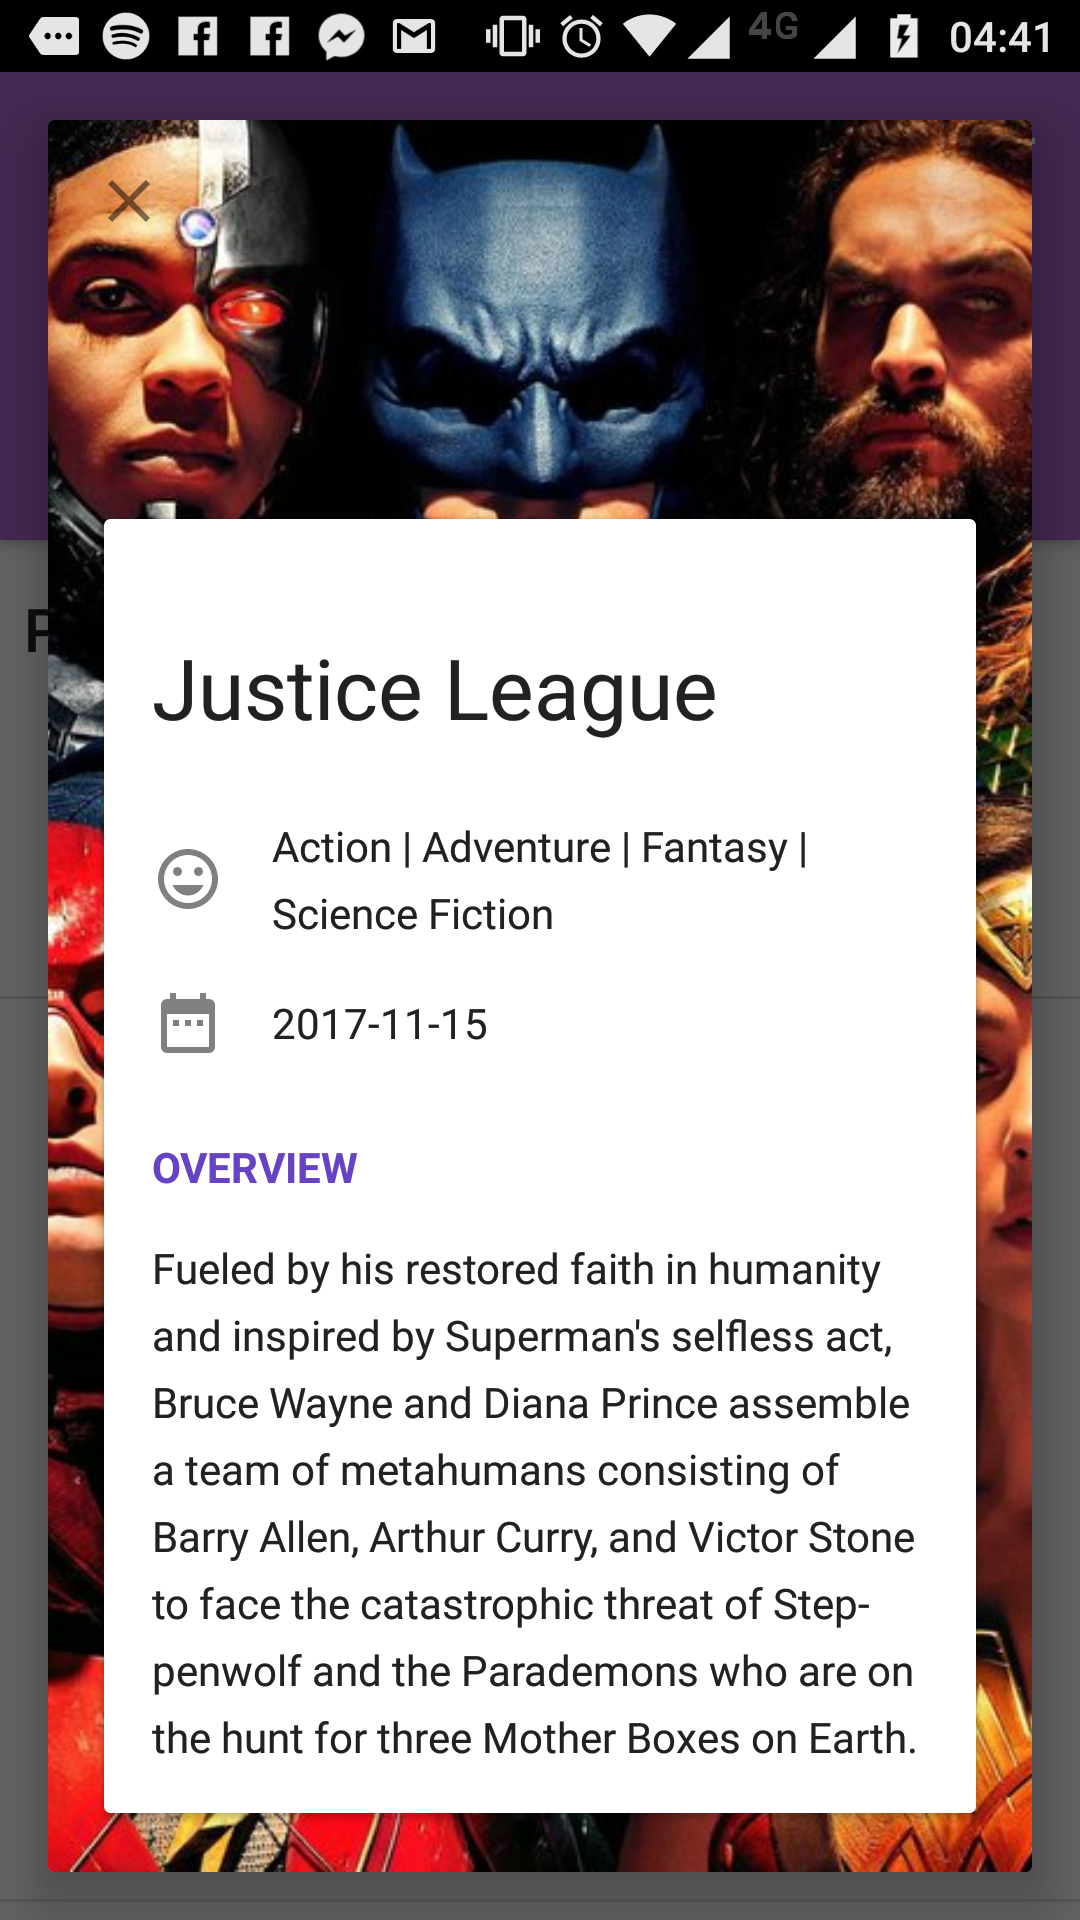 4G 04:41
P
Justice League
Action | Adventure | Fantasy |
Science Fiction
2017-11-15
OVERVIEW
Fueled by his restored faith in humanity
and inspired by Superman's selfless act,
Bruce Wayne and Diana Prince assemble
a team of metahumans consisting of
Barry Allen, Arthur Curry, and Victor Stone
to face the catastrophic threat of Step-
penwolf and the Parademons who are on
the hunt for three Mother Boxes on Earth.